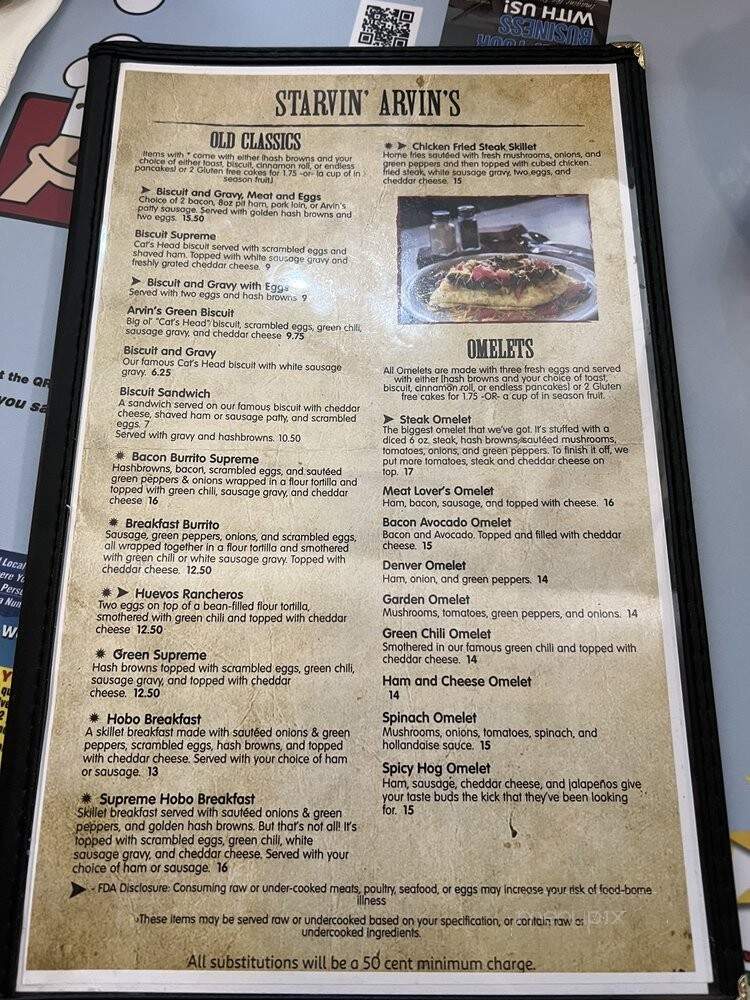 WITH US!
BUSINESS
STARVIN' ARVIN'S
OLD CLASSICS
Items with * come with either (hash browns and your
choice of either toast, biscuit, cinnamon roll, or endless
pancakes) or 2 Gluten free cakes for 1.75 -or- (a cup of in
season fruit.)
➤ Biscuit and Gravy, Meat and Eggs
Choice of 2 bacon, 8oz pit ham, pork loin, or Arvin's
patty sausage. Served with golden hash browns and
two eggs. 15.50
Biscuit Supreme
Cat's Head biscuit served with scrambled eggs and
shaved ham. Topped with white sausage gravy and
freshly grated cheddar cheese. 9
➤ Biscuit and Gravy with Eggs
Served with two eggs and hash browns 9
Arvin's Green Biscuit
Big ol' "Cat's Head") biscuit, scrambled eggs, green chili,
sausage gravy, and cheddar cheese 9.75
Biscuit and Gravy
Our famous Cat's Head biscuit with white sausage
gravy. 6.25
Biscuit Sandwich
A sandwich served on our famous biscuit with cheddar
cheese, shaved ham or sausage patty, and scrambled
eggs. 7
Served with gravy and hashbrowns. 10.50
✷ Bacon Burrito Supreme
Hashbrowns, bacon, scrambled eggs, and sautéed
green peppers & onions wrapped in a flour tortilla and
topped with green chili, sausage gravy, and cheddar
cheese 16
✷ Breakfast Burrito
Sausage, green peppers, onions, and scrambled eggs,
all wrapped together in a flour tortilla and smothered
with green chili or white sausage gravy. Topped with
cheddar cheese. 12.50
✷ ➤ Huevos Rancheros
Two eggs on top of a bean-filled flour tortilla,
smothered with green chili and topped with cheddar
cheese 12.50
✷ Green Supreme
Hash browns topped with scrambled eggs, green chili,
sausage gravy, and topped with cheddar
cheese. 12.50
✷ Hobo Breakfast
A skillet breakfast made with sautéed onions & green
peppers, scrambled eggs, hash browns, and topped
with cheddar cheese. Served with your choice of ham
or sausage. 13
✷ Supreme Hobo Breakfast
Skillet breakfast served with sautéed onions & green
peppers, and golden hash browns. But that's not all! It's
topped with scrambled eggs, green chili, white
sausage gravy, and cheddar cheese. Served with your
choice of ham or sausage. 16
✷ ➤ Chicken Fried Steak Skillet
Home fries sautéed with fresh mushrooms, onions, and
green peppers and then topped with cubed chicken
fried steak, white sausage gravy, two eggs, and
cheddar cheese. 15
OMELETS
All Omelets are made with three fresh eggs and served
with either (hash browns and your choice of toast,
biscuit, cinnamon roll, or endless pancakes) or 2 Gluten
free cakes for 1.75 -OR- a cup of in season fruit.
➤ Steak Omelet
The biggest omelet that we've got. It's stuffed with a
diced 6 oz. steak, hash browns, sautéed mushrooms,
tomatoes, onions, and green peppers. To finish it off, we
put more tomatoes, steak and cheddar cheese on
top. 17
Meat Lover's Omelet
Ham, bacon, sausage, and topped with cheese. 16
Bacon Avocado Omelet
Bacon and Avocado. Topped and filled with cheddar
cheese. 15
Denver Omelet
Ham, onion, and green peppers. 14
Garden Omelet
Mushrooms, tomatoes, green peppers, and onions. 14
Green Chili Omelet
Smothered in our famous green chili and topped with
cheddar cheese. 14
Ham and Cheese Omelet
14
Spinach Omelet
Mushrooms, onions, tomatoes, spinach, and
hollandaise sauce. 15
Spicy Hog Omelet
Ham, sausage, cheddar cheese, and jalapeños give
your taste buds the kick that they've been looking
for. 15
➤ - FDA Disclosure: Consuming raw or under-cooked meats, poultry, seafood, or eggs may increase your risk of food-borne
illness
*These items may be served raw or undercooked based on your specification, or contain raw or
undercooked ingredients.
All substitutions will be a 50 cent minimum charge.